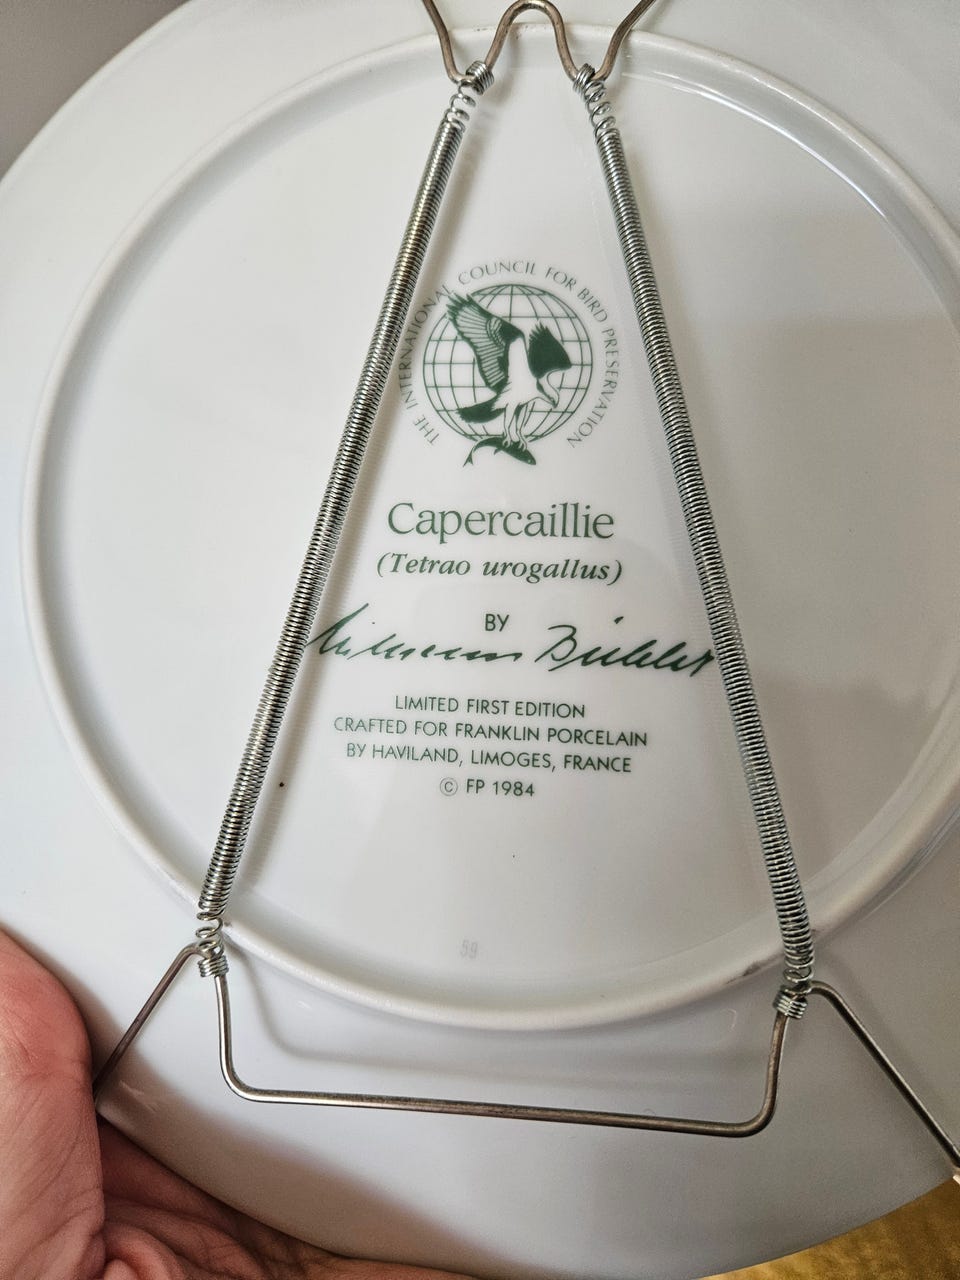 THE INTERNATIONAL COUNCIL FOR BIRD PRESERVATION
Capercaillie
(Tetrao urogallus)
BY
LIMITED FIRST EDITION
CRAFTED FOR FRANKLIN PORCELAIN
BY HAVILAND, LIMOGES, FRANCE
© FP 1984
59